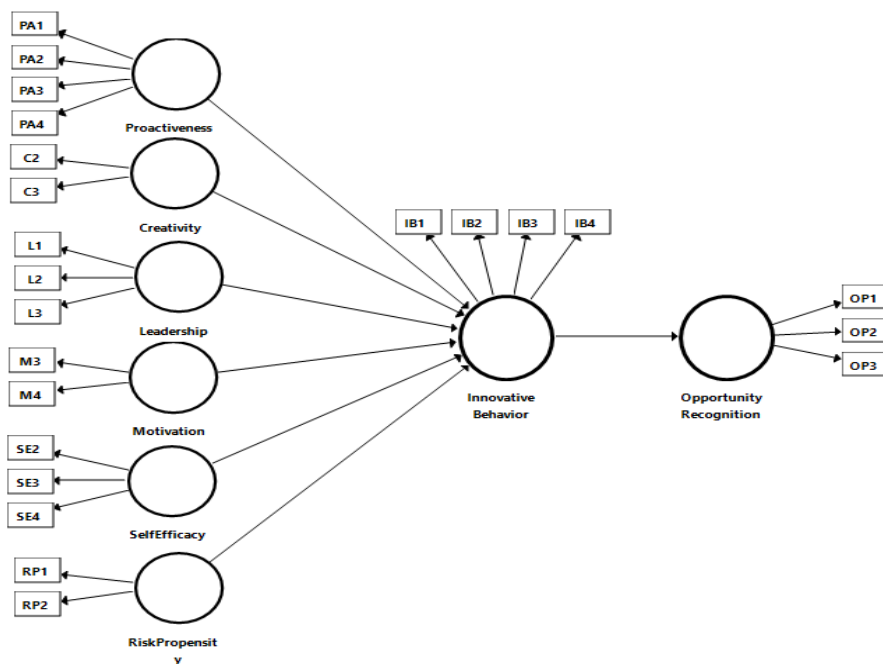 PA1
PA2
PA3
PA4
Proactiveness
C2
C3
Creativity
L1
L2
L3
Leadership
M3
M4
Motivation
SE2
SE3
SE4
SelfEfficacy
RP1
RP2
RiskPropensit
y
IB1
IB2
IB3
IB4
Innovative
Behavior
Opportunity
Recognition
OP1
OP2
OP3